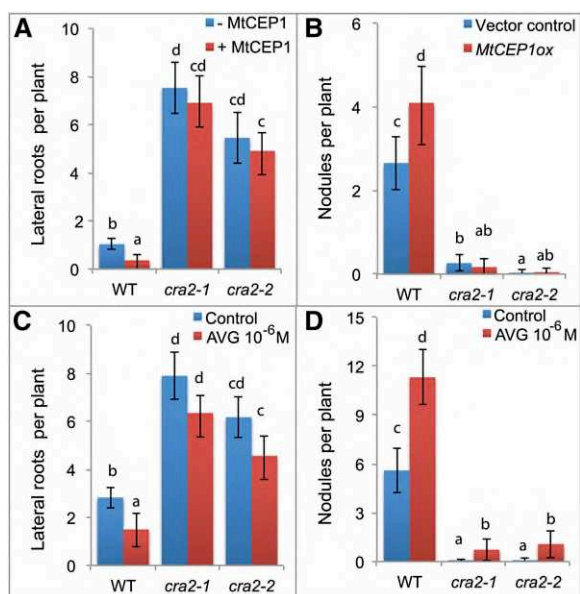 A
- MtCEP1
+ MtCEP1
Lateral roots per plant
10
8
6
4
2
0
b
a
d
cd
cd
c
WT
cra2-1
cra2-2
B
Vector control
MtCEP1ox
Nodules per plant
6
4
2
0
c
d
b
ab
a
ab
WT
cra2-1
cra2-2
C
Control
AVG 10-6M
Lateral roots per plant
10
8
6
4
2
0
b
a
d
d
cd
c
WT
cra2-1
cra2-2
D
Control
AVG 10-6M
Nodules per plant
15
12
9
6
3
0
c
d
a
b
a
b
WT
cra2-1
cra2-2